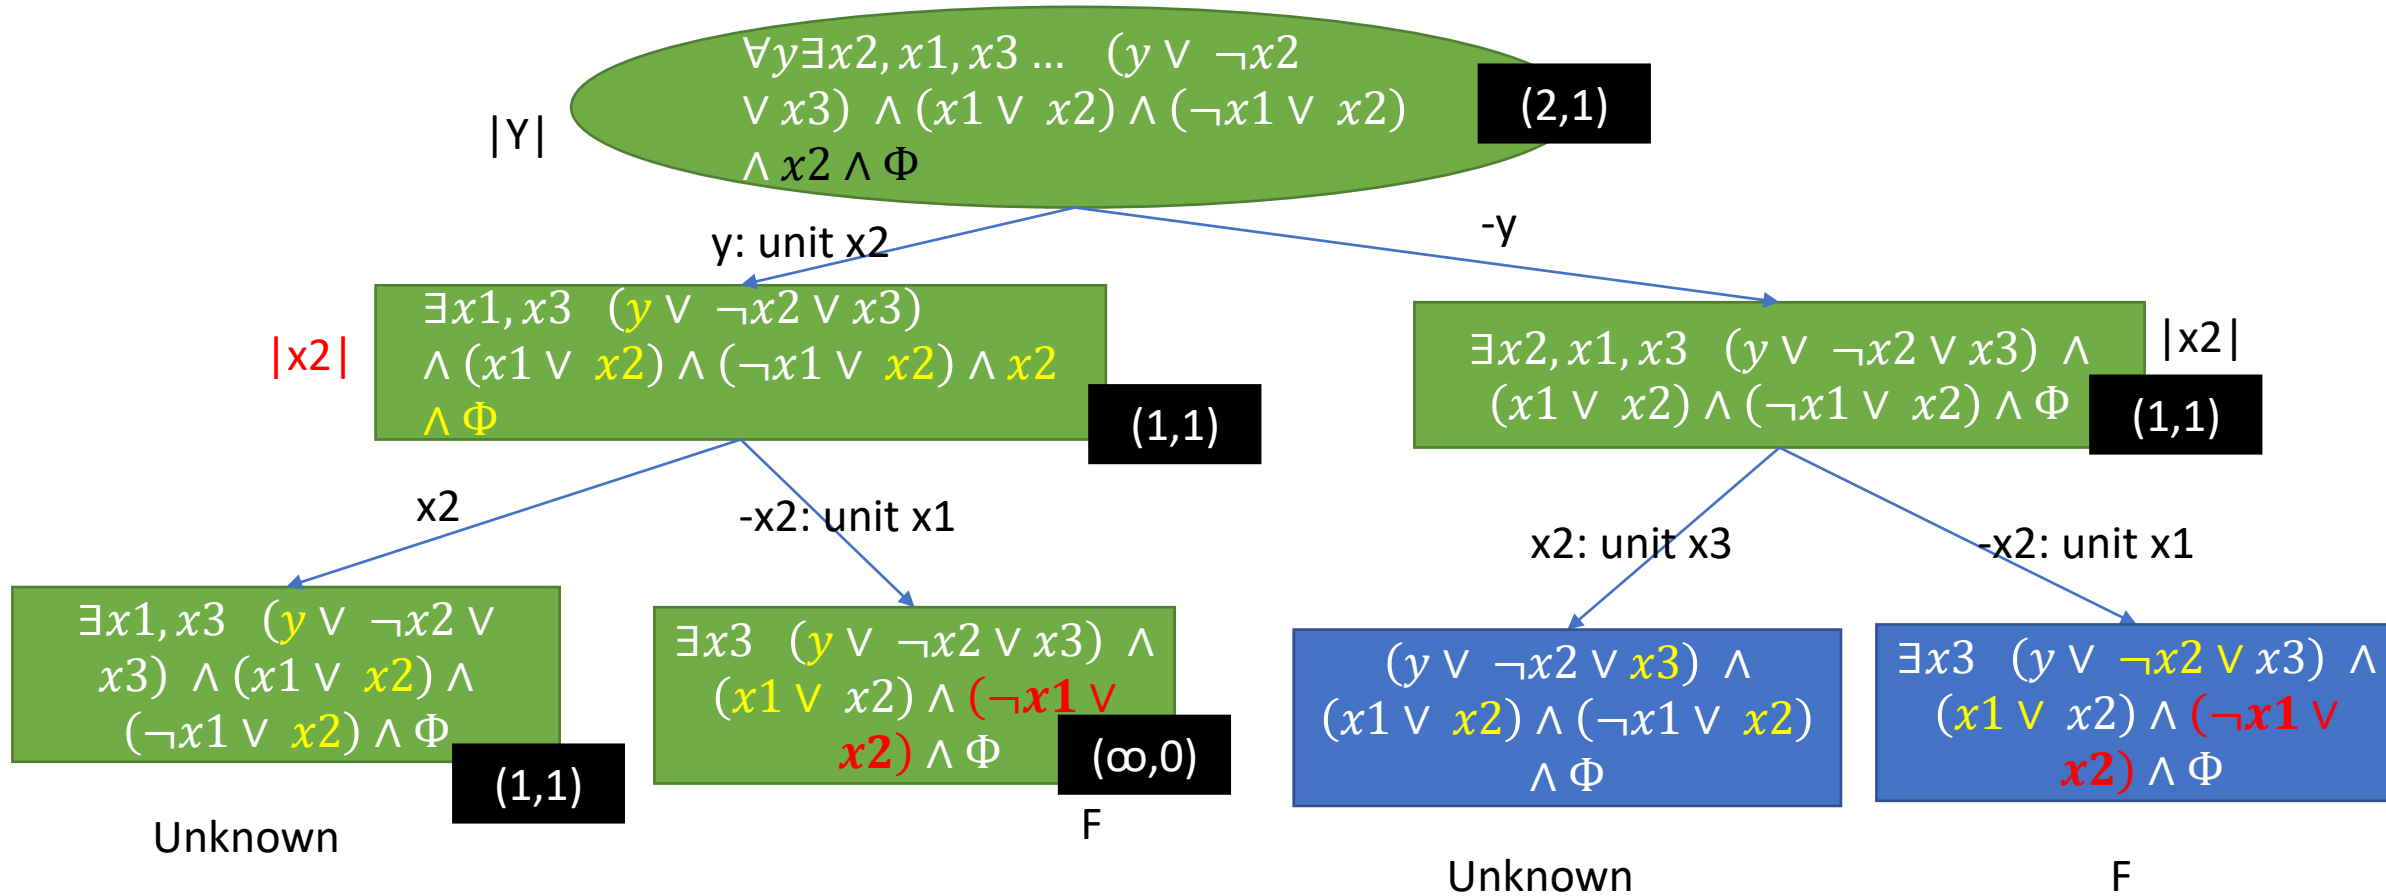 ∀y∃x2, x1, x3 … (y ∨ ¬x2
∨ x3) ∧ (x1 ∨ x2) ∧ (¬x1 ∨ x2)
∧ x2 ∧ Φ
(2,1)
|Y|
y: unit x2
-y
∃x1, x3 (y ∨ ¬x2 ∨ x3)
∧ (x1 ∨ x2) ∧ (¬x1 ∨ x2) ∧ x2
∧ Φ
|x2|
(1,1)
∃x2, x1, x3 (y ∨ ¬x2 ∨ x3) ∧
(x1 ∨ x2) ∧ (¬x1 ∨ x2) ∧ Φ
|x2|
(1,1)
x2
-x2: unit x1
x2: unit x3
-x2: unit x1
∃x1, x3 (y ∨ ¬x2 ∨
x3) ∧ (x1 ∨ x2) ∧
(¬x1 ∨ x2) ∧ Φ
(1,1)
Unknown
∃x3 (y ∨ ¬x2 ∨ x3) ∧
(x1 ∨ x2) ∧ (¬x1 ∨
x2) ∧ Φ
(∞,0)
F
(y ∨ ¬x2 ∨ x3) ∧
(x1 ∨ x2) ∧ (¬x1 ∨ x2)
∧ Φ
Unknown
∃x3 (y ∨ ¬x2 ∨ x3) ∧
(x1 ∨ x2) ∧ (¬x1 ∨
x2) ∧ Φ
F